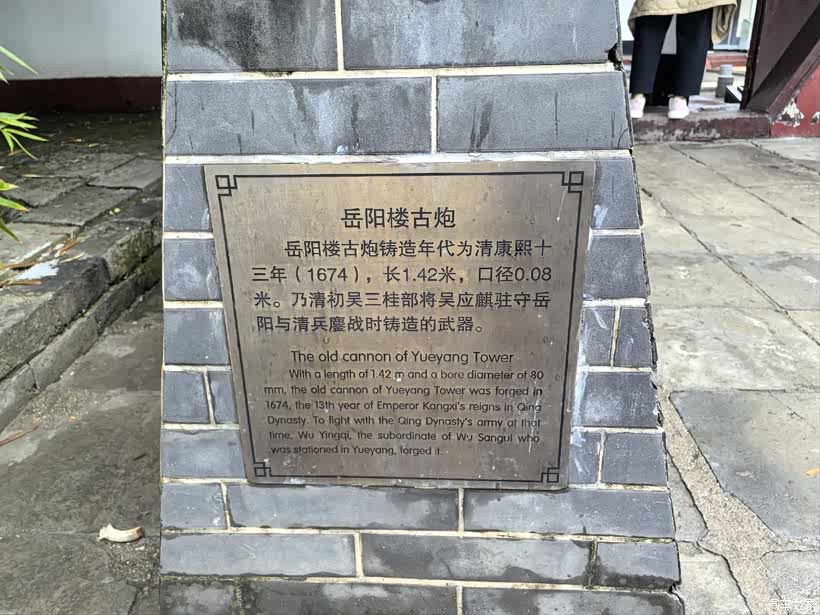 岳阳楼古炮
岳阳楼古炮铸造年代为清康熙十
三年（1674），长1.42米，口径0.08
米。乃清初吴三桂部将吴应麒驻守岳
阳与清兵鏖战时铸造的武器。
The old cannon of Yueyang Tower
With a length of 1.42 m and a bore diameter of 80
mm, the old cannon of Yueyang Tower was forged in
1674, the 13th year of Emperor Kangxi's reigns in Qing
Dynasty. To fight with the Qing Dynasty's army at that
time, Wu Yingqi, the subordinate of Wu Sangui who
was stationed in Yueyang, forged it.